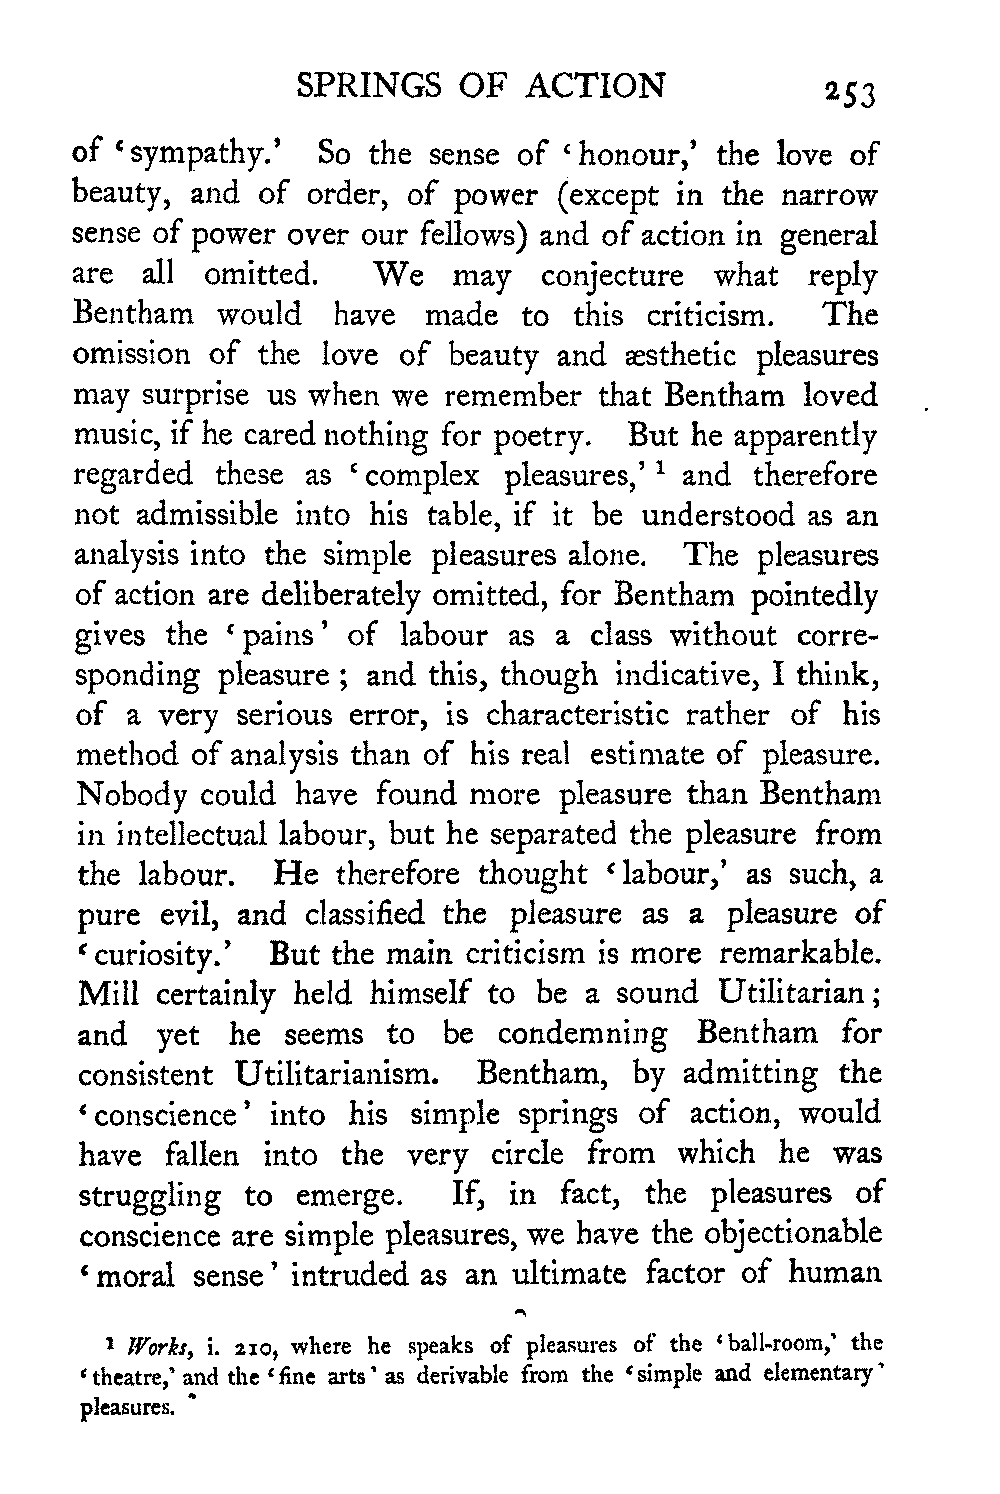 SPRINGS OF ACTION 253
of ‘sympathy.’ So the sense of ‘honour,’ the love of
beauty, and of order, of power (except in the narrow
sense of power over our fellows) and of action in general
are all omitted. We may conjecture what reply
Bentham would have made to this criticism. The
omission of the love of beauty and æsthetic pleasures
may surprise us when we remember that Bentham loved
music, if he cared nothing for poetry. But he apparently
regarded these as ‘complex pleasures,’ ¹ and therefore
not admissible into his table, if it be understood as an
analysis into the simple pleasures alone. The pleasures
of action are deliberately omitted, for Bentham pointedly
gives the ‘pains’ of labour as a class without corre-
sponding pleasure; and this, though indicative, I think,
of a very serious error, is characteristic rather of his
method of analysis than of his real estimate of pleasure.
Nobody could have found more pleasure than Bentham
in intellectual labour, but he separated the pleasure from
the labour. He therefore thought ‘labour,’ as such, a
pure evil, and classified the pleasure as a pleasure of
‘curiosity.’ But the main criticism is more remarkable.
Mill certainly held himself to be a sound Utilitarian;
and yet he seems to be condemning Bentham for
consistent Utilitarianism. Bentham, by admitting the
‘conscience’ into his simple springs of action, would
have fallen into the very circle from which he was
struggling to emerge. If, in fact, the pleasures of
conscience are simple pleasures, we have the objectionable
‘moral sense’ intruded as an ultimate factor of human
¹ Works, i. 210, where he speaks of pleasures of the ‘ball-room,’ the
‘theatre,’ and the ‘fine arts’ as derivable from the ‘simple and elementary’
pleasures.